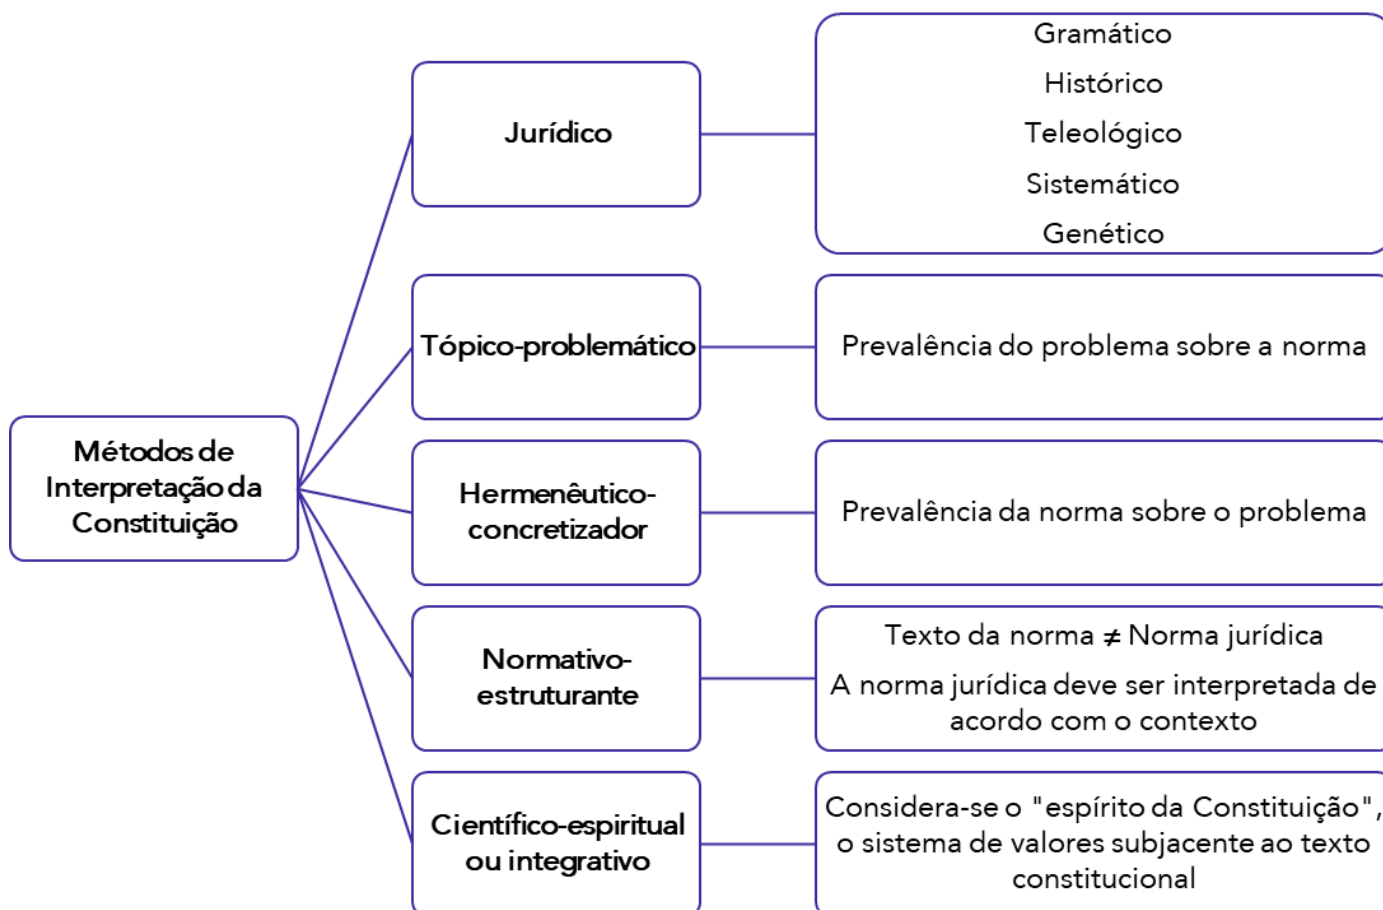 Métodos de
Interpretação da
Constituição
Jurídico
Gramático
Histórico
Teleológico
Sistemático
Genético
Tópico-problemático
Prevalência do problema sobre a norma
Hermenêutico-
concretizador
Prevalência da norma sobre o problema
Normativo-
estruturante
Texto da norma ≠ Norma jurídica
A norma jurídica deve ser interpretada de
acordo com o contexto
Científico-espiritual
ou integrativo
Considera-se o "espírito da Constituição",
o sistema de valores subjacente ao texto
constitucional